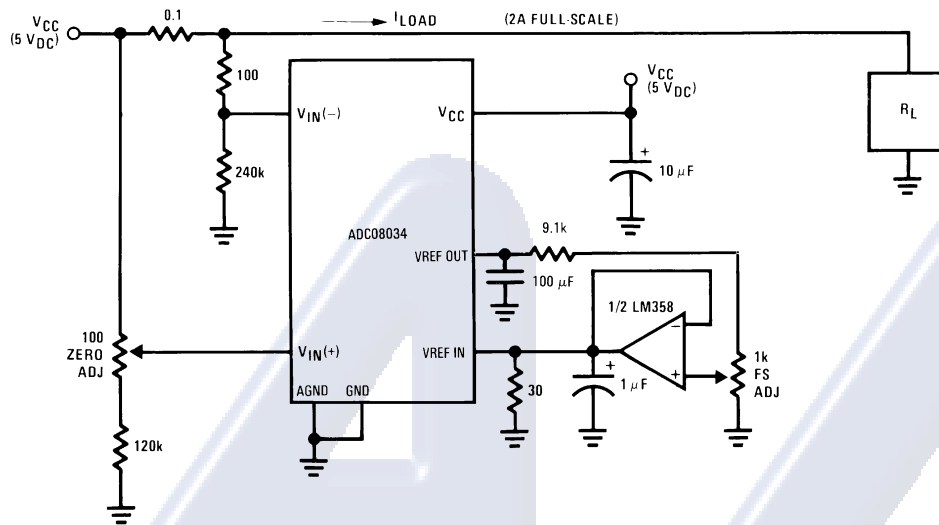 0.1
ILOAD (2A FULL-SCALE)
VCC
(5 VDC)
100
VIN(−)
VCC
VCC
(5 VDC)
RL
240k
+
10 µF
ADC08034
9.1k
VREF OUT
100 µF
1/2 LM358
−
100
ZERO
ADJ
VIN(+)
VREF IN
+
1 µF
+
1k
FS
ADJ
30
AGND GND
120k